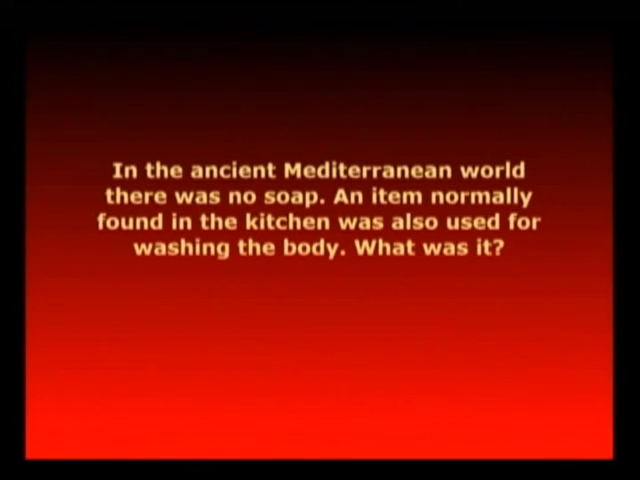 In the ancient Mediterranean world
there was no soap. An item normally
found in the kitchen was also used for
washing the body. What was it?